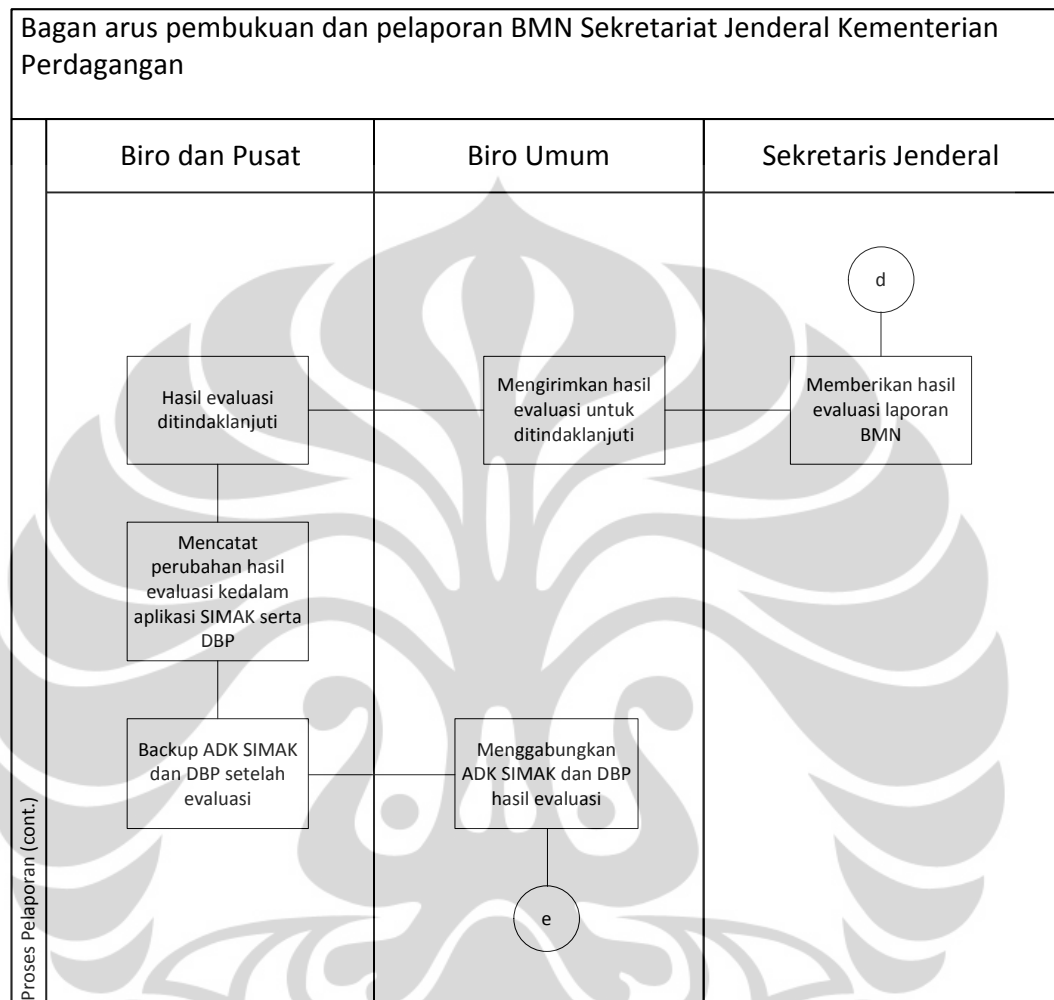 Bagan arus pembukuan dan pelaporan BMN Sekretariat Jenderal Kementerian
Perdagangan
Biro dan Pusat
Biro Umum
Sekretaris Jenderal
d
Hasil evaluasi
ditindaklanjuti
Mengirimkan hasil
evaluasi untuk
ditindaklanjuti
Memberikan hasil
evaluasi laporan
BMN
Mencatat
perubahan hasil
evaluasi kedalam
aplikasi SIMAK serta
DBP
Backup ADK SIMAK
dan DBP setelah
evaluasi
Menggabungkan
ADK SIMAK dan DBP
hasil evaluasi
e
Proses Pelaporan (cont.)